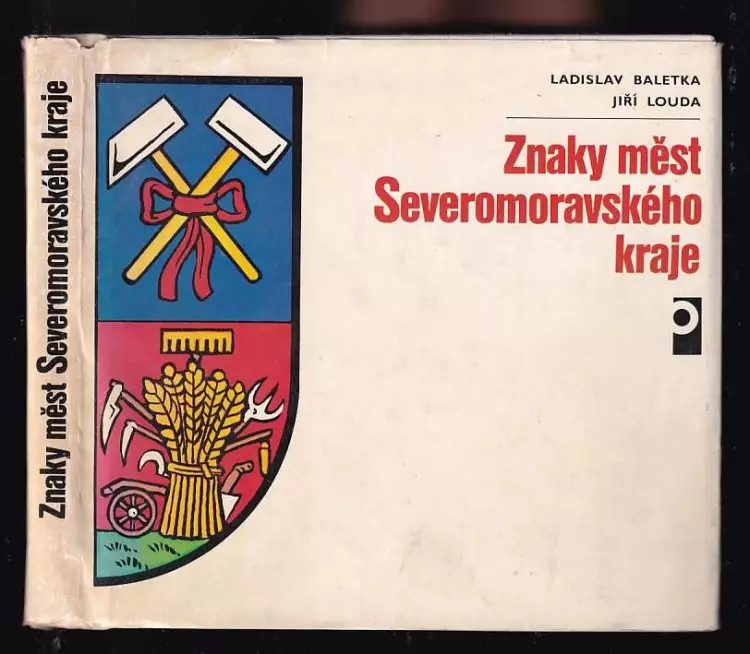 Znaky měst Severomoravského kraje
LADISLAV BALETKA
JIŘÍ LOUDA
Znaky měst
Severomoravského
kraje